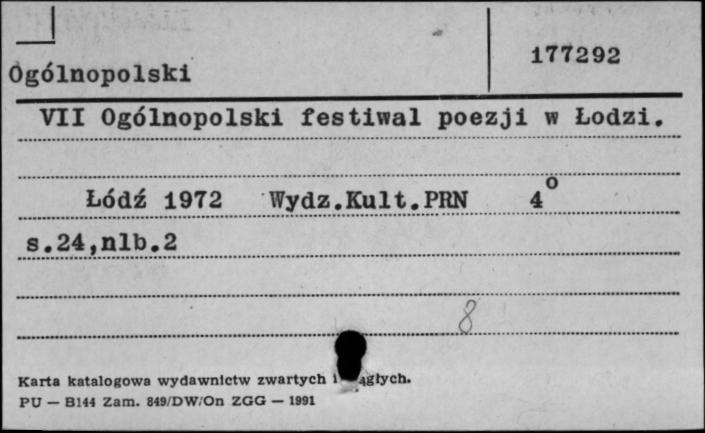 177292
Ogólnopolski
VII Ogólnopolski festiwal poezji w Łodzi.
Łódź 1972 Wydz.Kult.PRN 4°
s.24,nlb.2
8
Karta katalogowa wydawnictw zwartych i
PU — B144 Zam. 849/DW/On ZGG — 1991